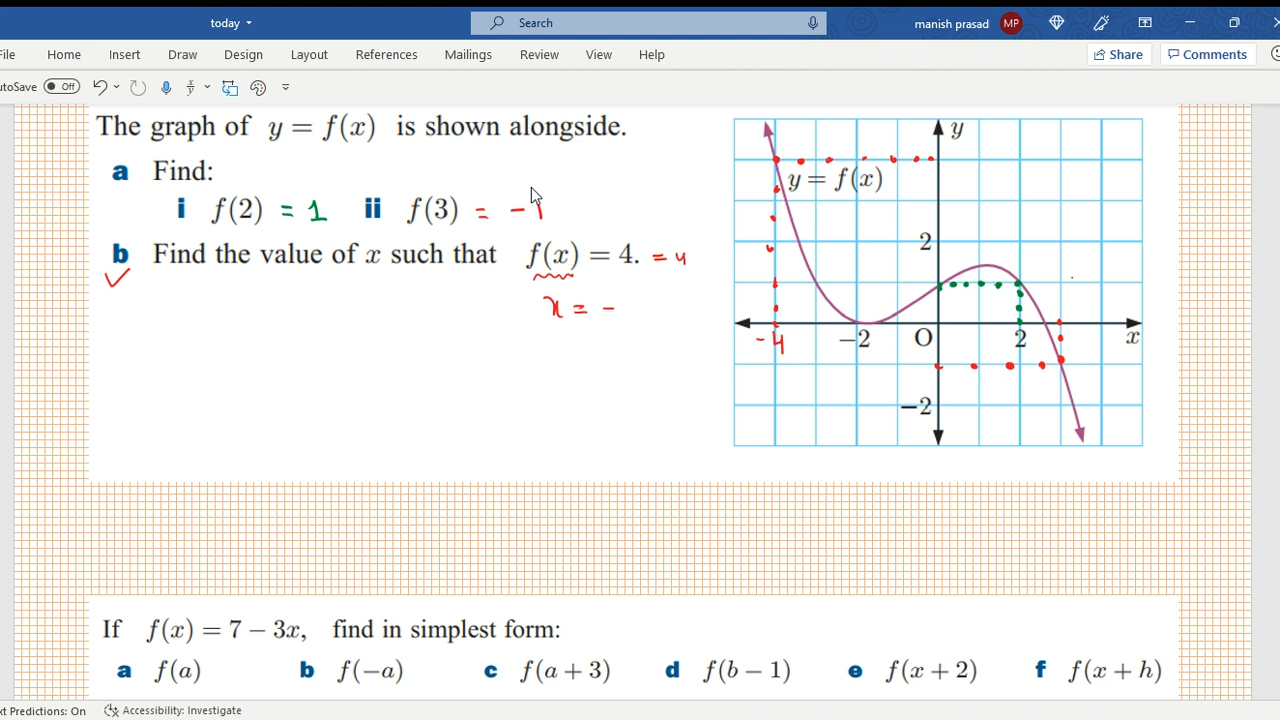 today
Search
manish prasad MP
File Home Insert Draw Design Layout References Mailings Review View Help Share Comments
AutoSave Off
The graph of y = f(x) is shown alongside.
a Find:
i f(2) = 1 ii f(3) = -1
b Find the value of x such that f(x) = 4. = 4
x = -
y
y = f(x)
2
-4 −2 O 2 x
−2
If f(x) = 7 − 3x, find in simplest form:
a f(a) b f(−a) c f(a + 3) d f(b − 1) e f(x + 2) f f(x + h)
xt Predictions: On Accessibility: Investigate